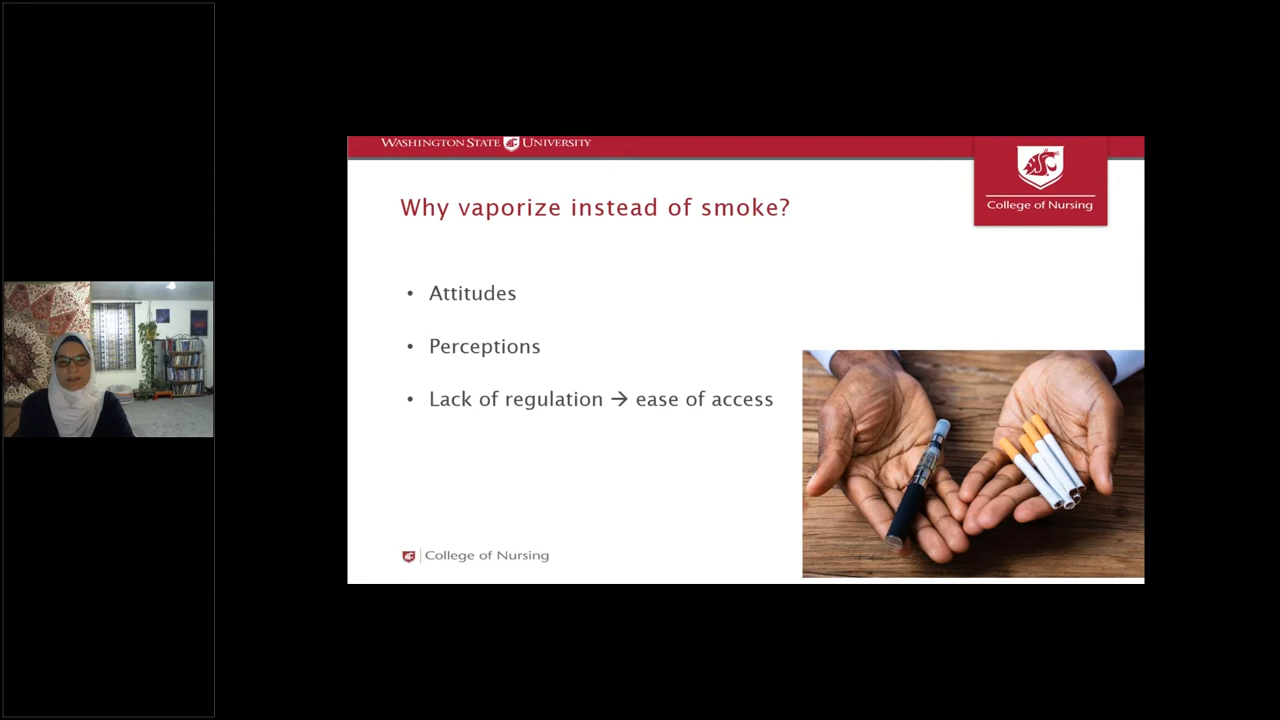 WASHINGTON STATE UNIVERSITY
College of Nursing
Why vaporize instead of smoke?
• Attitudes
• Perceptions
• Lack of regulation → ease of access
College of Nursing